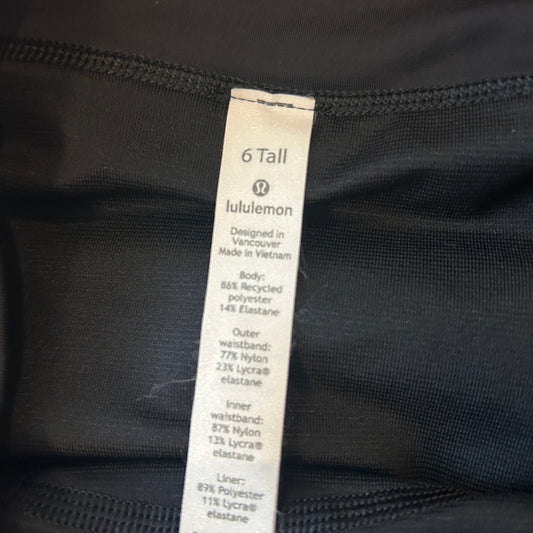 6 Tall
lululemon
Designed in
Vancouver
Made in Vietnam
Body:
86% Recycled
polyester
14% Elastane
Outer
waistband:
77% Nylon
23% Lycra®
elastane
Inner
waistband:
87% Nylon
13% Lycra®
elastane
Liner:
89% Polyester
11% Lycra®
elastane